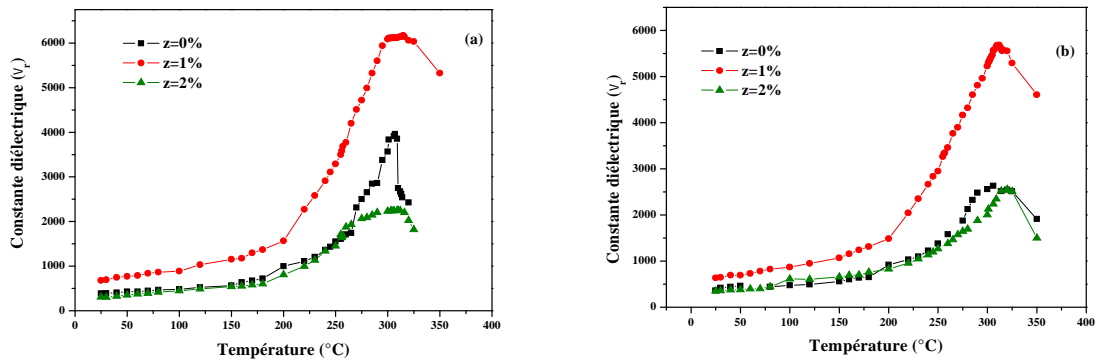 (a)
z=0%
z=1%
z=2%
Constante diélectrique (√r)
6000
5000
4000
3000
2000
1000
0
0 50 100 150 200 250 300 350 400
Température (°C)
(b)
z=0%
z=1%
z=2%
Constante diélectrique (√r)
6000
5000
4000
3000
2000
1000
0
0 50 100 150 200 250 300 350 400
Température (°C)